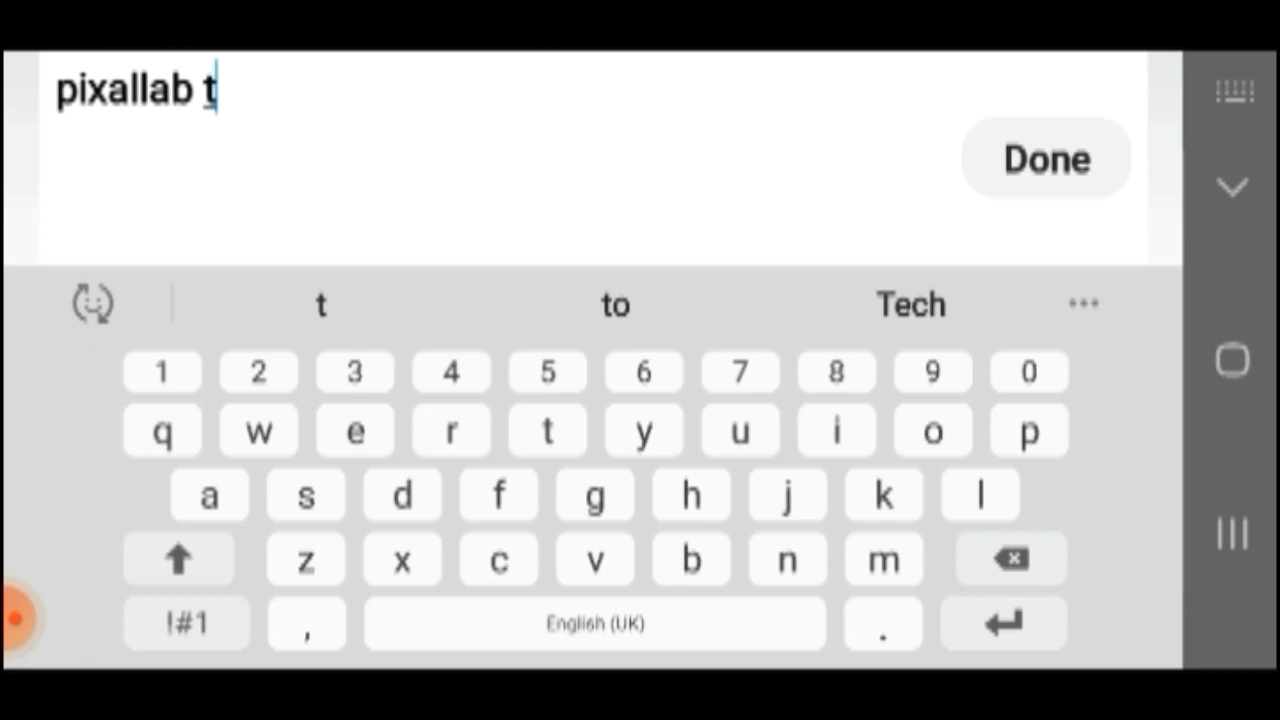 pixallab t
Done
t to Tech
1 2 3 4 5 6 7 8 9 0
q w e r t y u i o p
a s d f g h j k l
z x c v b n m
!#1 , English (UK) .